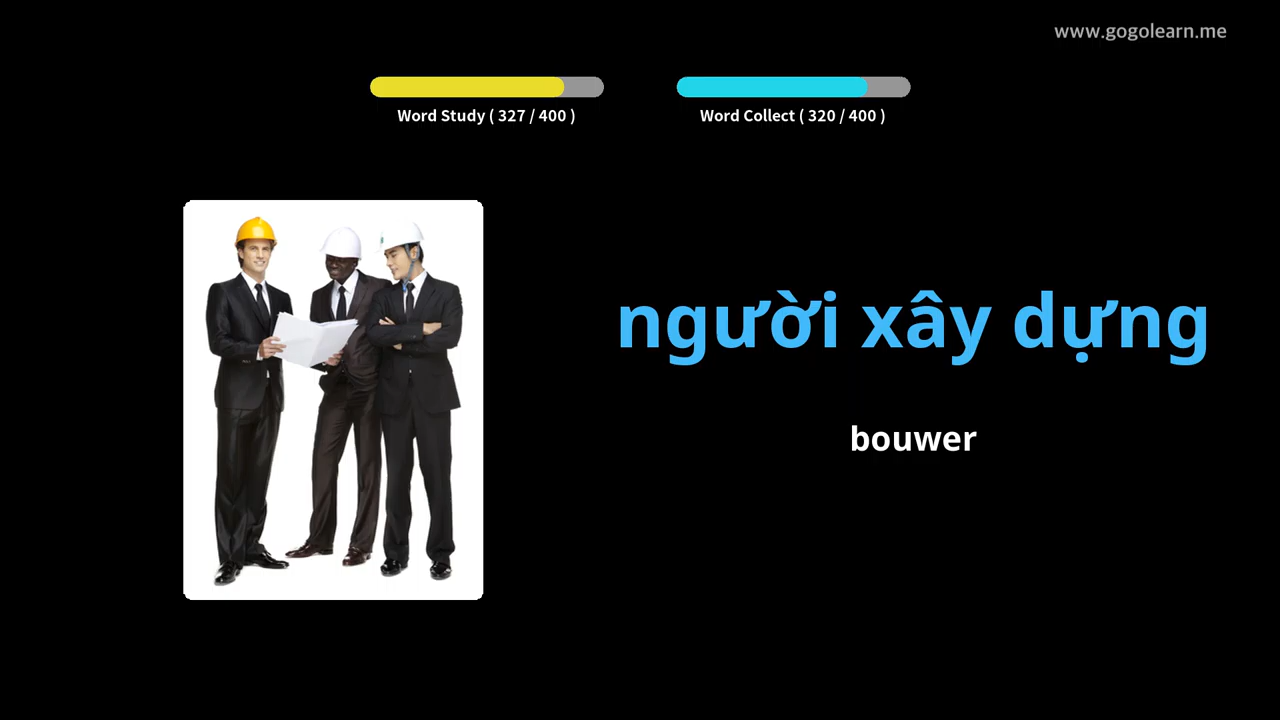 www.gogolearn.me
Word Study ( 327 / 400 )
Word Collect ( 320 / 400 )
người xây dựng
bouwer